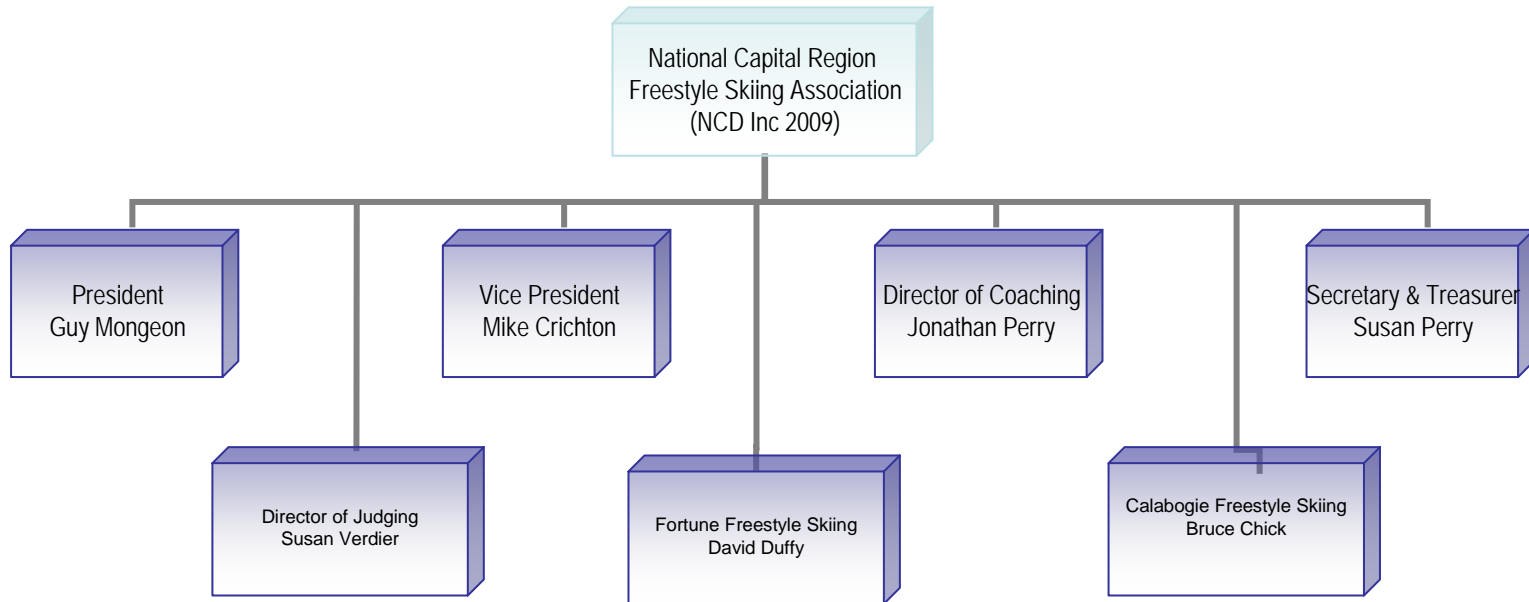 National Capital Region
Freestyle Skiing Association
(NCD Inc 2009)
President
Guy Mongeon
Vice President
Mike Crichton
Director of Coaching
Jonathan Perry
Secretary & Treasurer
Susan Perry
Director of Judging
Susan Verdier
Fortune Freestyle Skiing
David Duffy
Calabogie Freestyle Skiing
Bruce Chick